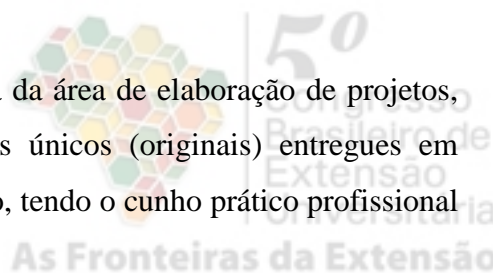 5º
da área de elaboração de projetos,
Congresso
s únicos (originais) entregues em
Brasileiro de
Extensão
o, tendo o cunho prático profissional
Universitária
As Fronteiras da Extensão